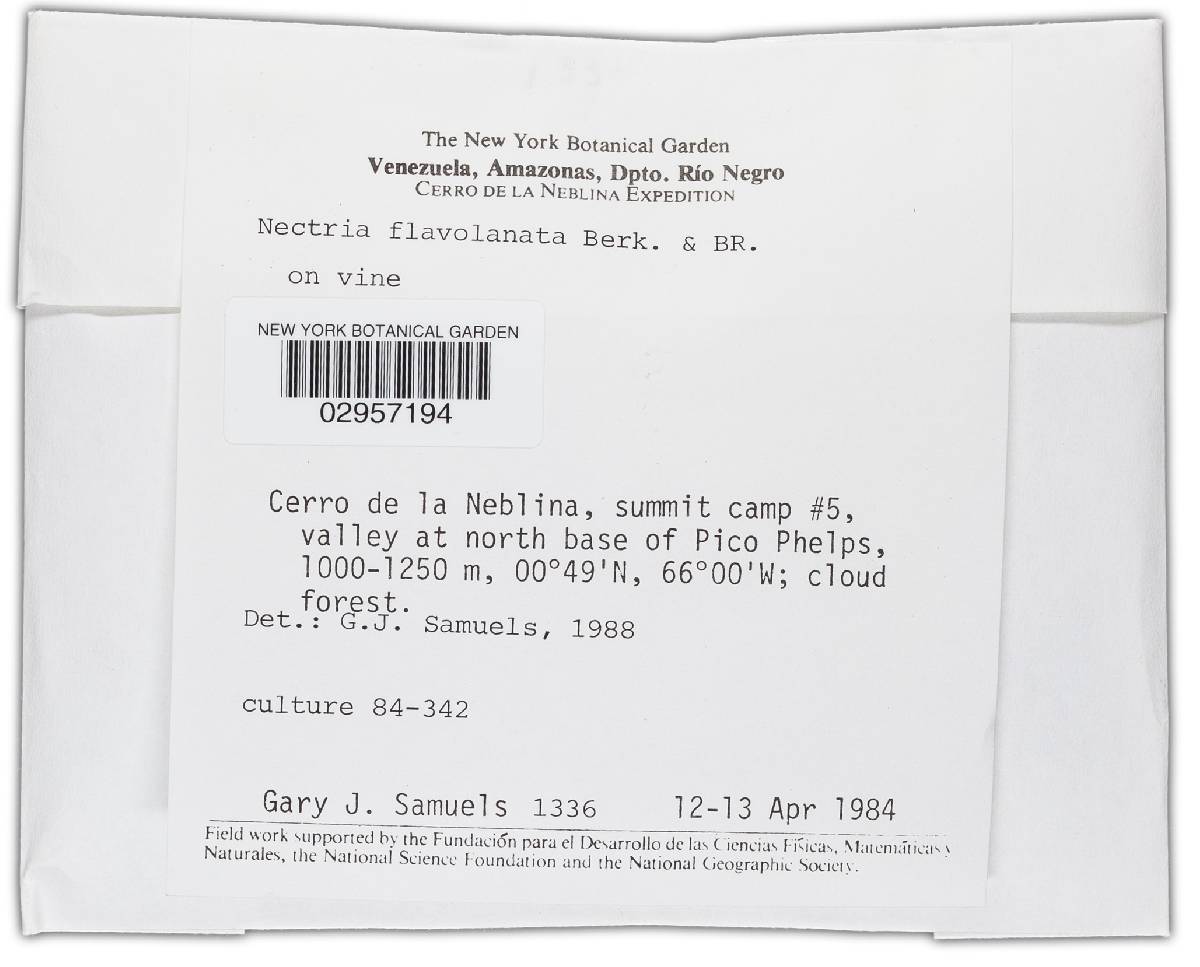 The New York Botanical Garden
Venezuela, Amazonas, Dpto. Río Negro
CERRO DE LA NEBLINA EXPEDITION
Nectria flavolanata Berk. & BR.
on vine
NEW YORK BOTANICAL GARDEN
02957194
Cerro de la Neblina, summit camp #5,
valley at north base of Pico Phelps,
1000-1250 m, 00°49'N, 66°00'W; cloud
forest.
Det.: G.J. Samuels, 1988
culture 84-342
Gary J. Samuels 1336 12-13 Apr 1984
Field work supported by the Fundación para el Desarrollo de las Ciencias Físicas, Matemáticas y
Naturales, the National Science Foundation and the National Geographic Society.